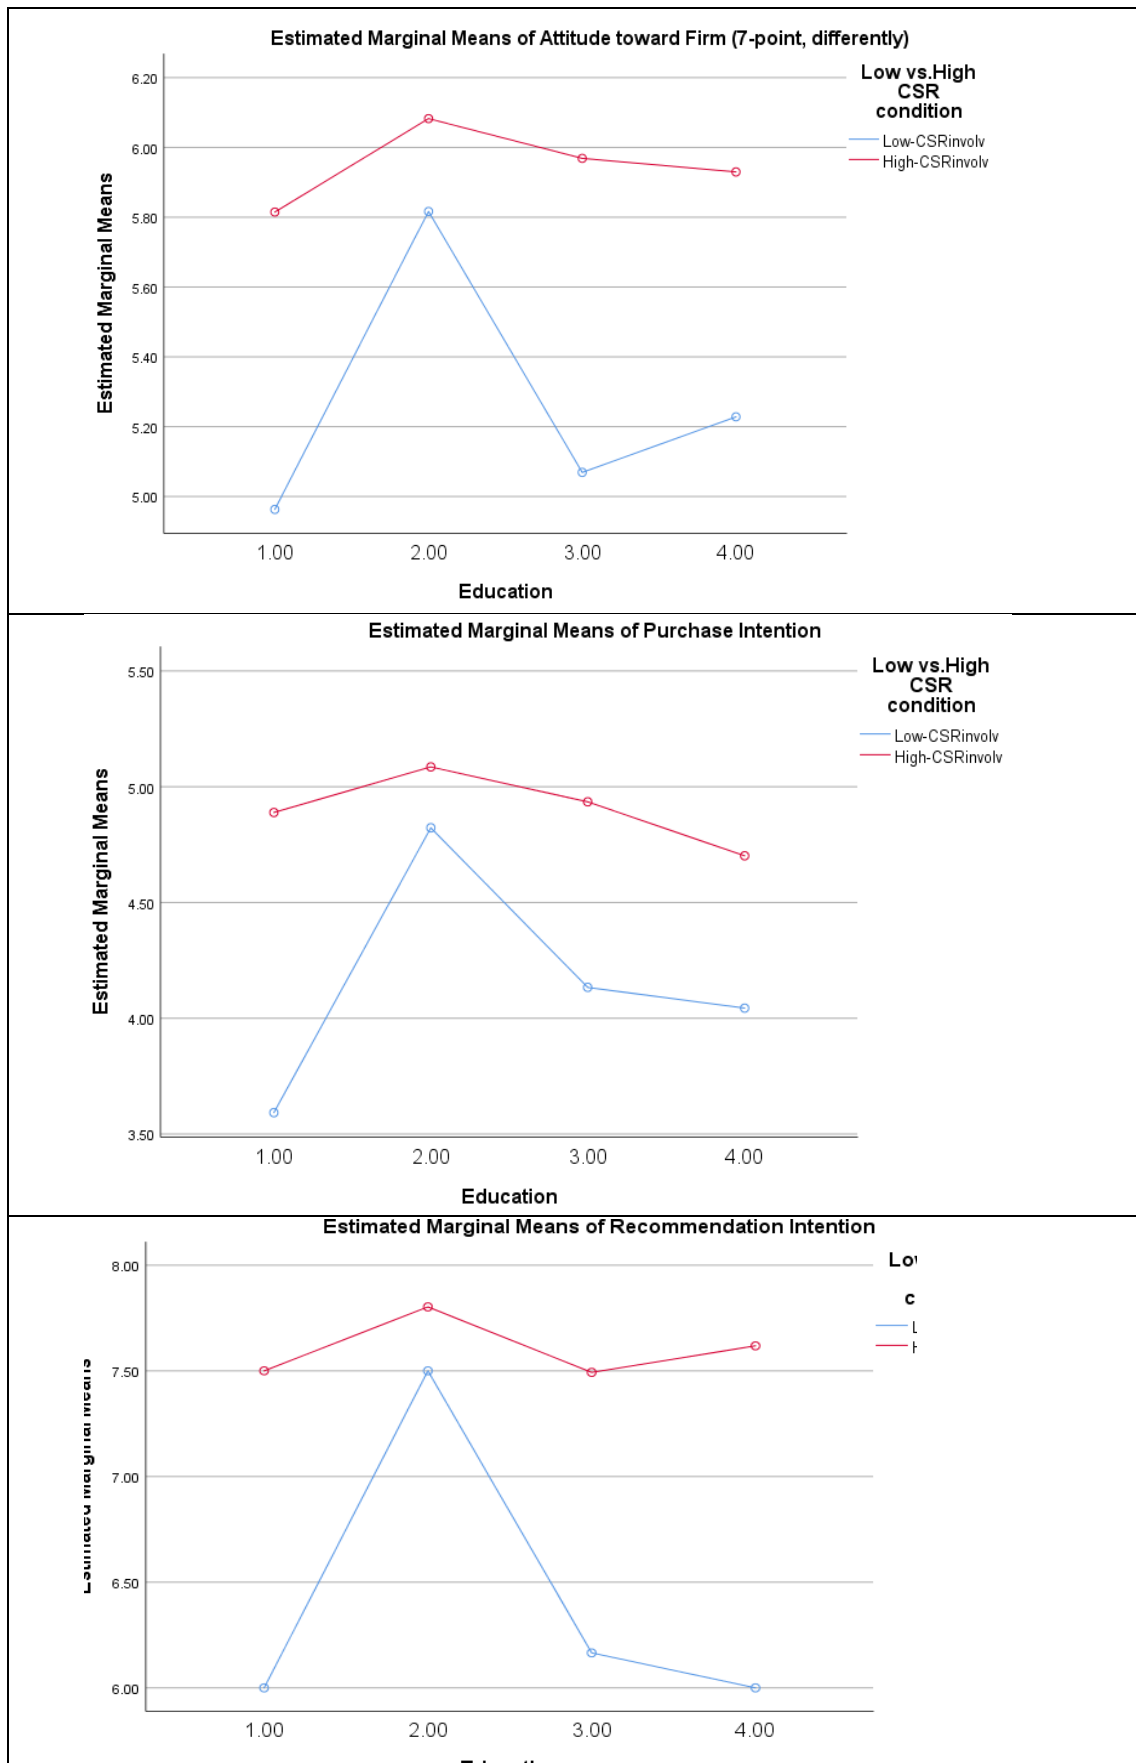 Estimated Marginal Means of Attitude toward Firm (7-point, differently)
Low vs.High
CSR
condition
Low-CSRinvolv
High-CSRinvolv
Estimated Marginal Means
6.20
6.00
5.80
5.60
5.40
5.20
5.00
1.00 2.00 3.00 4.00
Education
Estimated Marginal Means of Purchase Intention
Low vs.High
CSR
condition
Low-CSRinvolv
High-CSRinvolv
Estimated Marginal Means
5.50
5.00
4.50
4.00
3.50
1.00 2.00 3.00 4.00
Education
Estimated Marginal Means of Recommendation Intention
Lo
c
L
H
Estimated Marginal Means
8.00
7.50
7.00
6.50
6.00
1.00 2.00 3.00 4.00